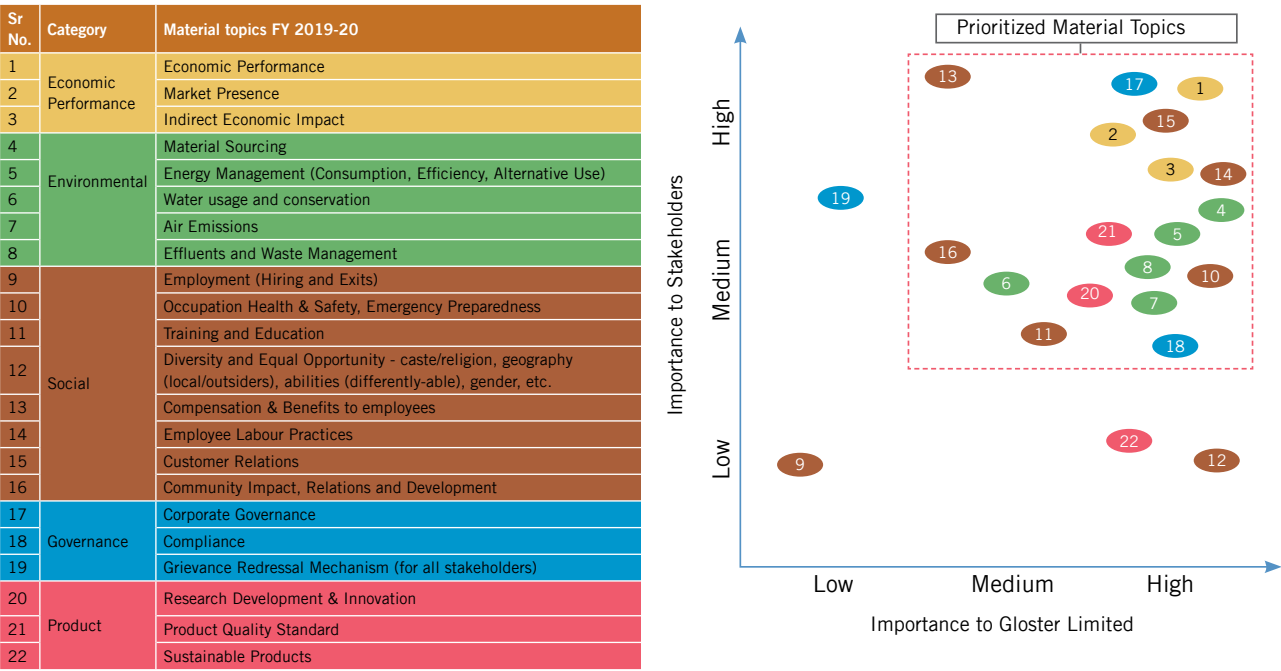 Sr No. Category Material topics FY 2019-20
1 Economic Performance Economic Performance
2 Market Presence
3 Indirect Economic Impact
4 Environmental Material Sourcing
5 Energy Management (Consumption, Efficiency, Alternative Use)
6 Water usage and conservation
7 Air Emissions
8 Effluents and Waste Management
9 Social Employment (Hiring and Exits)
10 Occupation Health & Safety, Emergency Preparedness
11 Training and Education
12 Diversity and Equal Opportunity - caste/religion, geography
(local/outsiders), abilities (differently-able), gender, etc.
13 Compensation & Benefits to employees
14 Employee Labour Practices
15 Customer Relations
16 Community Impact, Relations and Development
17 Governance Corporate Governance
18 Compliance
19 Grievance Redressal Mechanism (for all stakeholders)
20 Product Research Development & Innovation
21 Product Quality Standard
22 Sustainable Products
Prioritized Material Topics
Importance to Stakeholders
High
Medium
Low
13
17
1
15
2
3
14
19
4
21
5
16
8
10
6
20
7
11
18
22
9
12
Low Medium High
Importance to Gloster Limited